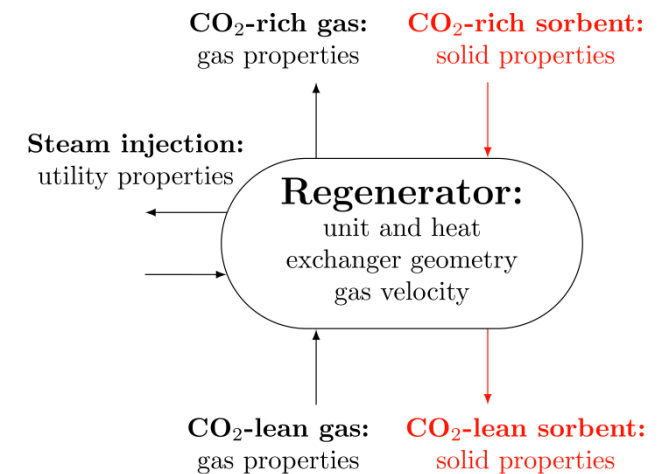 CO₂-rich gas:
gas properties
CO₂-rich sorbent:
solid properties
Steam injection:
utility properties
Regenerator:
unit and heat
exchanger geometry
gas velocity
CO₂-lean gas:
gas properties
CO₂-lean sorbent:
solid properties